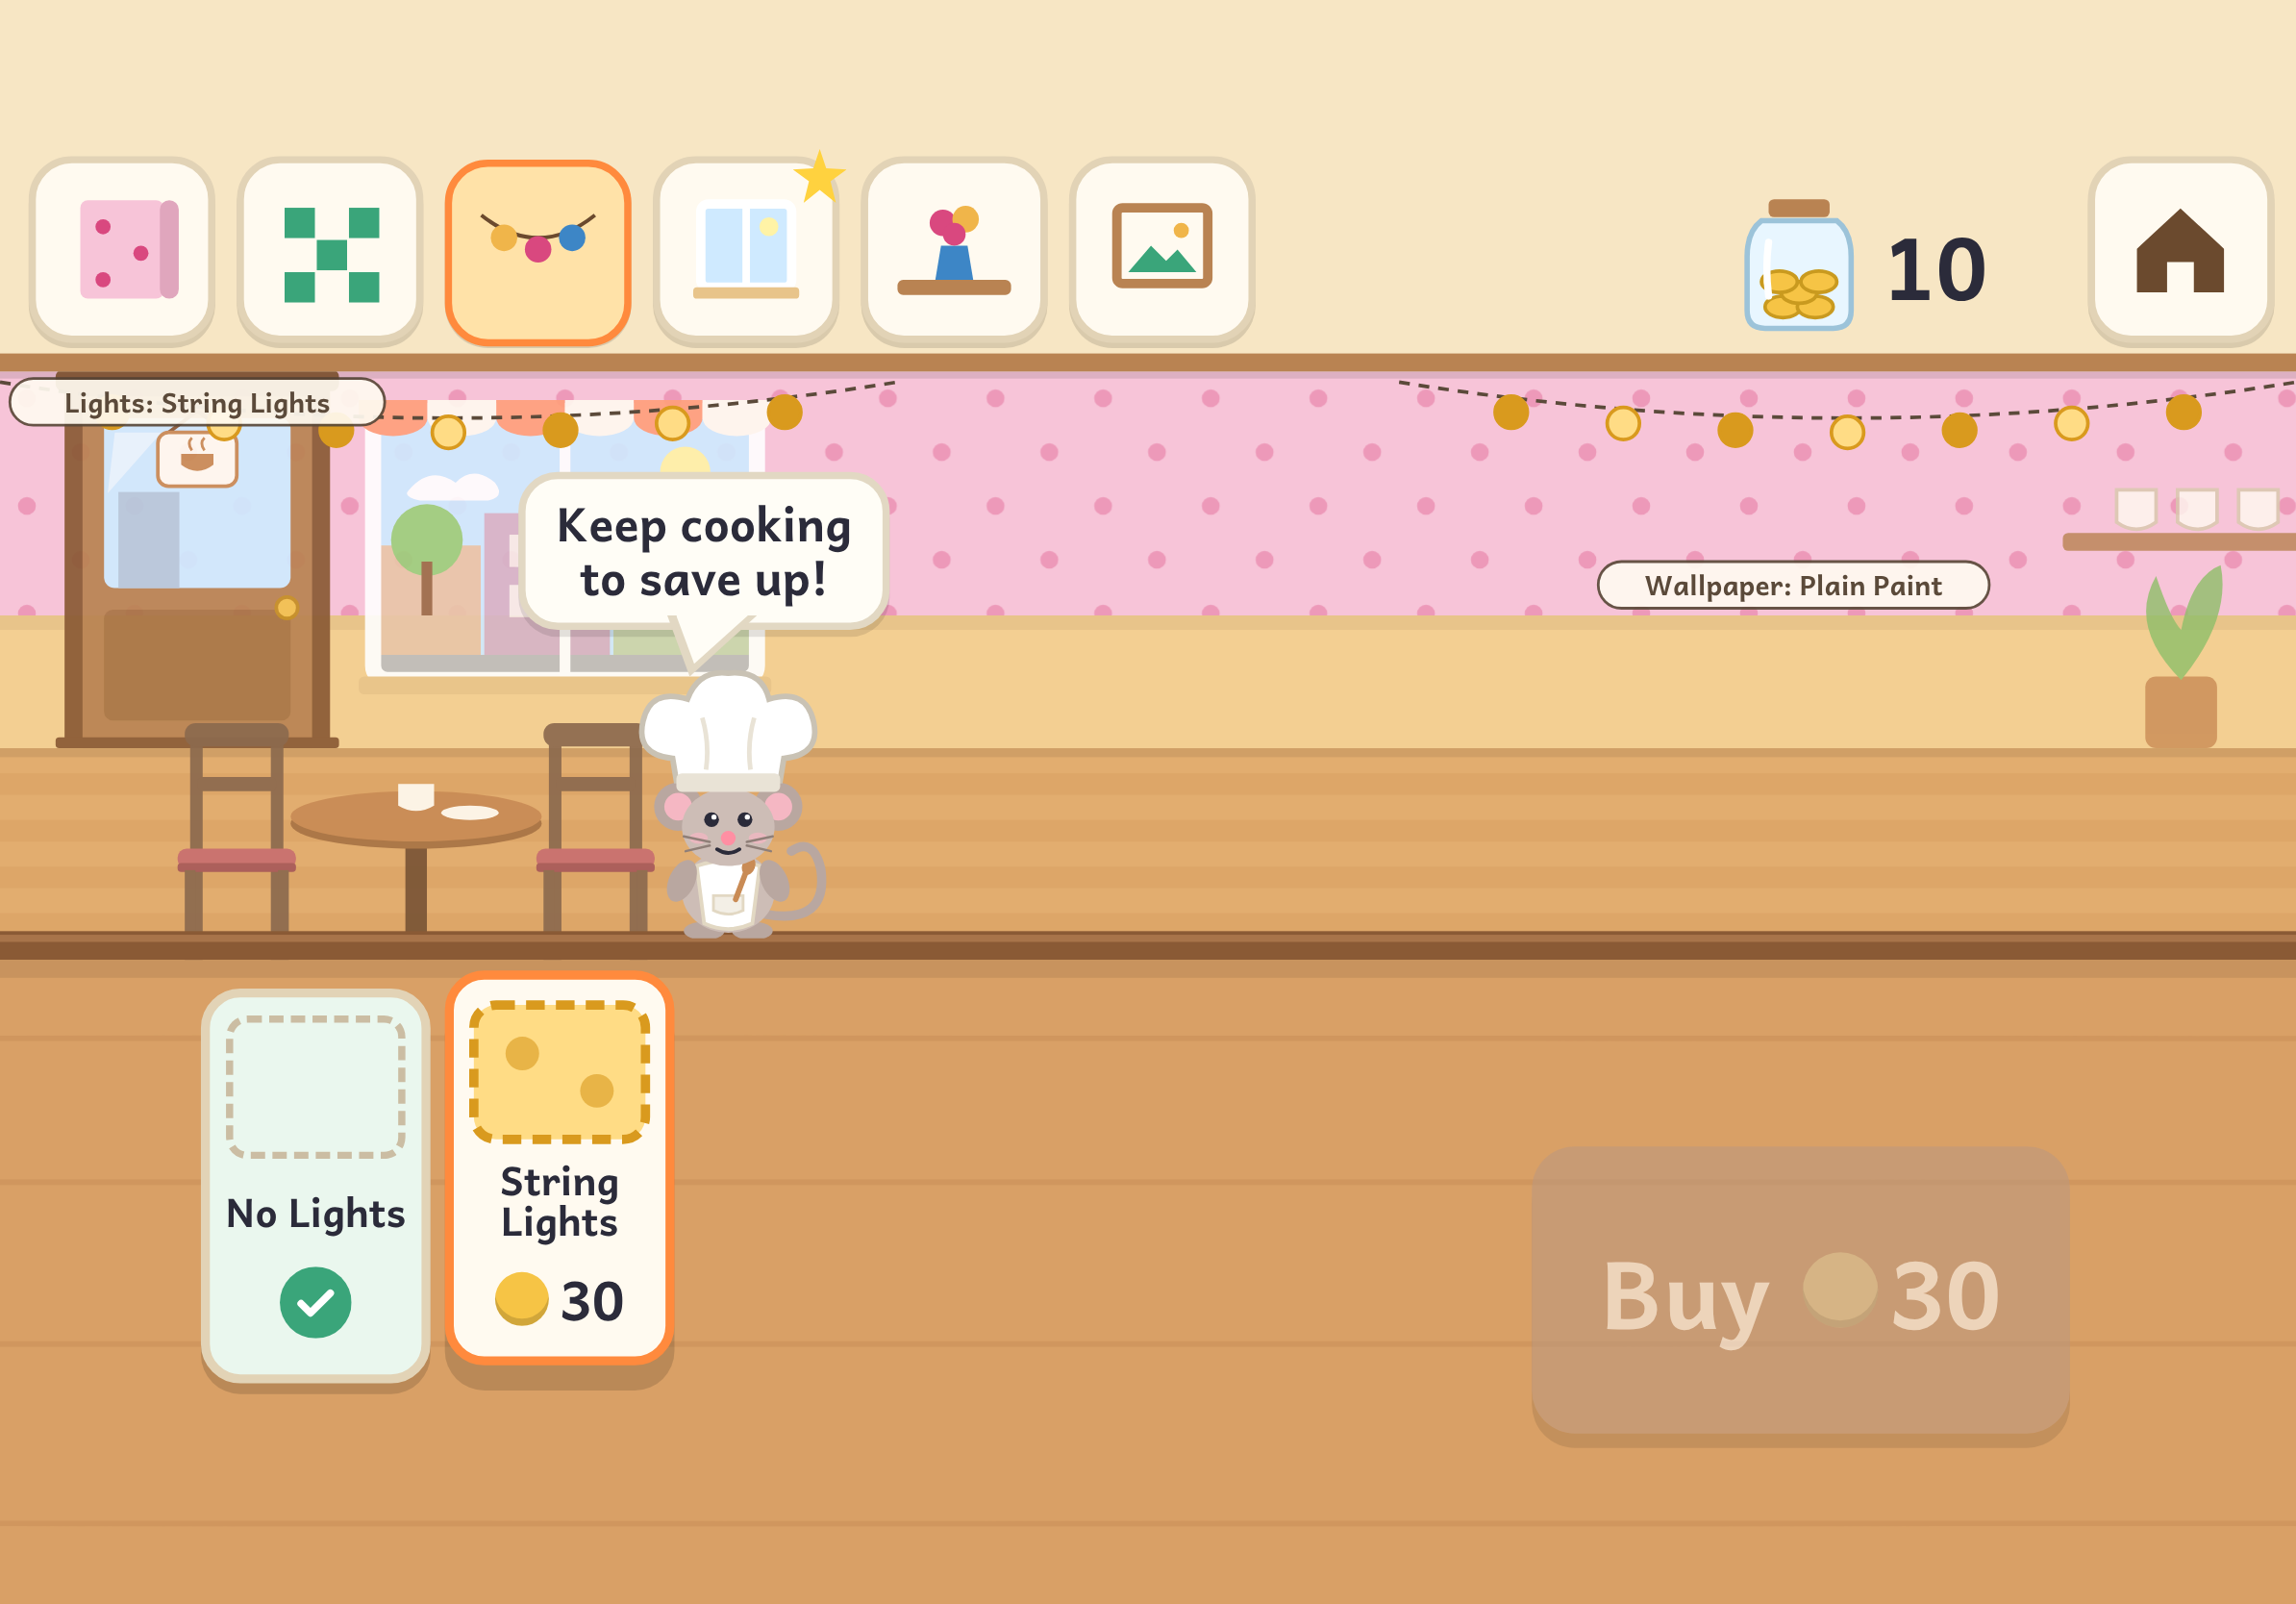 10
Lights: String Lights
Keep cooking
to save up!
Wallpaper: Plain Paint
No Lights
String
Lights
30
Buy 30